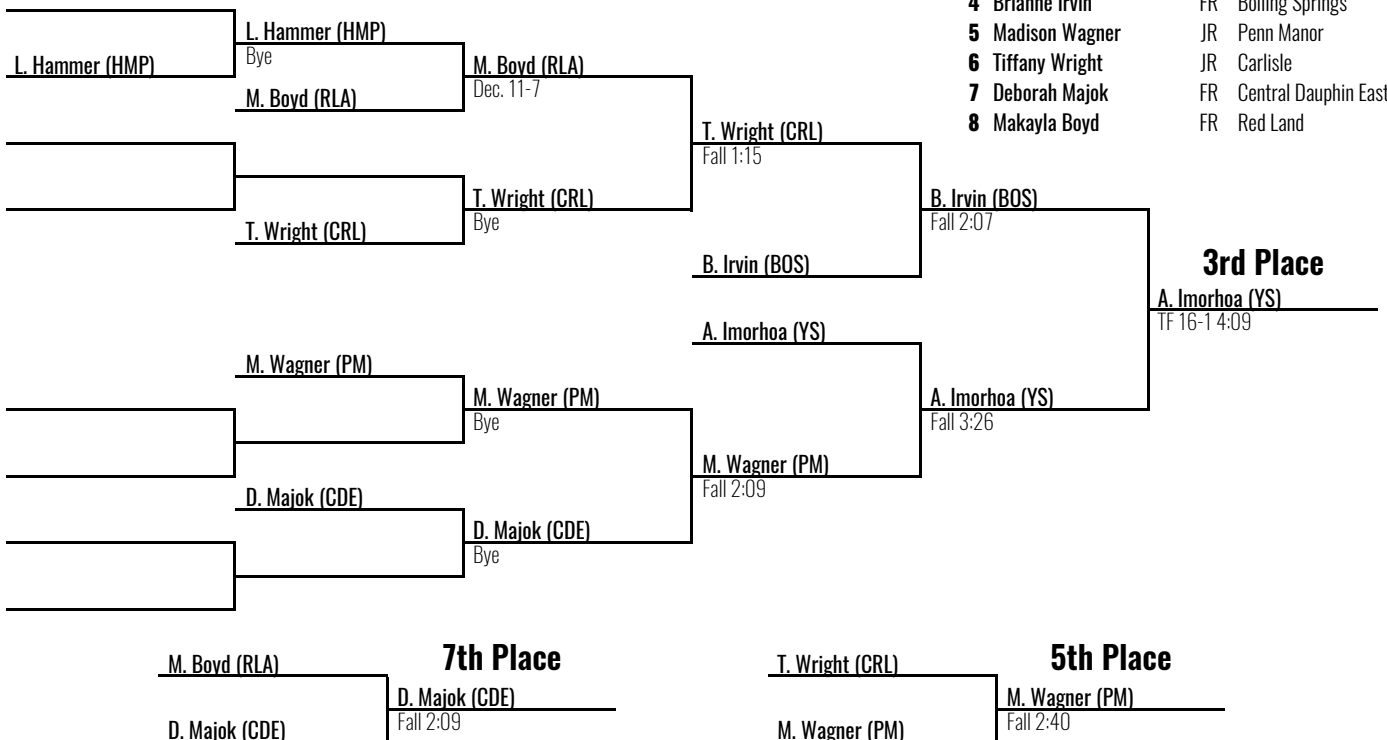 4 Brianne Irvin FR Boiling Springs
5 Madison Wagner JR Penn Manor
6 Tiffany Wright JR Carlisle
7 Deborah Majok FR Central Dauphin East
8 Makayla Boyd FR Red Land
L. Hammer (HMP)
L. Hammer (HMP)
Bye
M. Boyd (RLA)
M. Boyd (RLA)
Dec. 11-7
T. Wright (CRL)
Fall 1:15
T. Wright (CRL)
Bye
T. Wright (CRL)
B. Irvin (BOS)
Fall 2:07
B. Irvin (BOS)
3rd Place
A. Imorhoa (YS)
TF 16-1 4:09
A. Imorhoa (YS)
M. Wagner (PM)
M. Wagner (PM)
Bye
A. Imorhoa (YS)
Fall 3:26
M. Wagner (PM)
Fall 2:09
D. Majok (CDE)
D. Majok (CDE)
Bye
7th Place
M. Boyd (RLA)
D. Majok (CDE)
Fall 2:09
D. Majok (CDE)
5th Place
T. Wright (CRL)
M. Wagner (PM)
Fall 2:40
M. Wagner (PM)